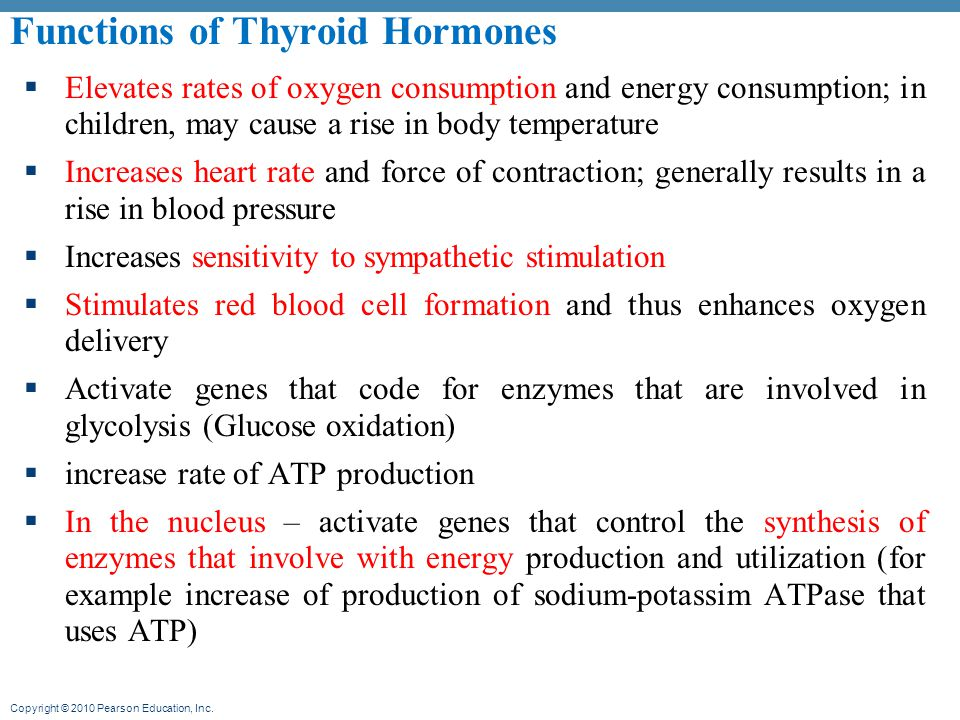 Functions of Thyroid Hormones
▪ Elevates rates of oxygen consumption and energy consumption; in
children, may cause a rise in body temperature
▪ Increases heart rate and force of contraction; generally results in a
rise in blood pressure
▪ Increases sensitivity to sympathetic stimulation
▪ Stimulates red blood cell formation and thus enhances oxygen
delivery
▪ Activate genes that code for enzymes that are involved in
glycolysis (Glucose oxidation)
▪ increase rate of ATP production
▪ In the nucleus – activate genes that control the synthesis of
enzymes that involve with energy production and utilization (for
example increase of production of sodium-potassim ATPase that
uses ATP)
Copyright © 2010 Pearson Education, Inc.